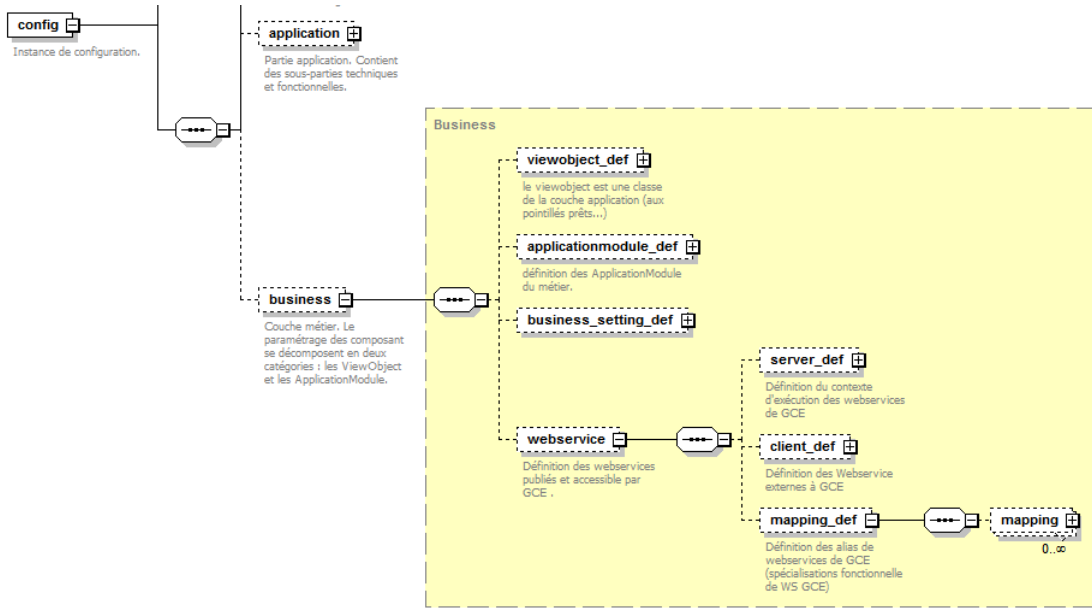 config
Instance de configuration.
application
Partie application. Contient
des sous-parties techniques
et fonctionnelles.
Business
viewobject_def
le viewobject est une classe
de la couche application (aux
pointillés prêts...)
applicationmodule_def
définition des ApplicationModule
du métier.
business
Couche métier. Le
paramétrage des composant
se décomposent en deux
catégories : les ViewObject
et les ApplicationModule.
business_setting_def
webservice
Définition des webservices
publiés et accessible par
GCE .
server_def
Définition du contexte
d'exécution des webservices
de GCE
client_def
Définition des Webservice
externes à GCE
mapping_def
Définition des alias de
webservices de GCE
(spécialisations fonctionnelle
de WS GCE)
mapping
0..∞